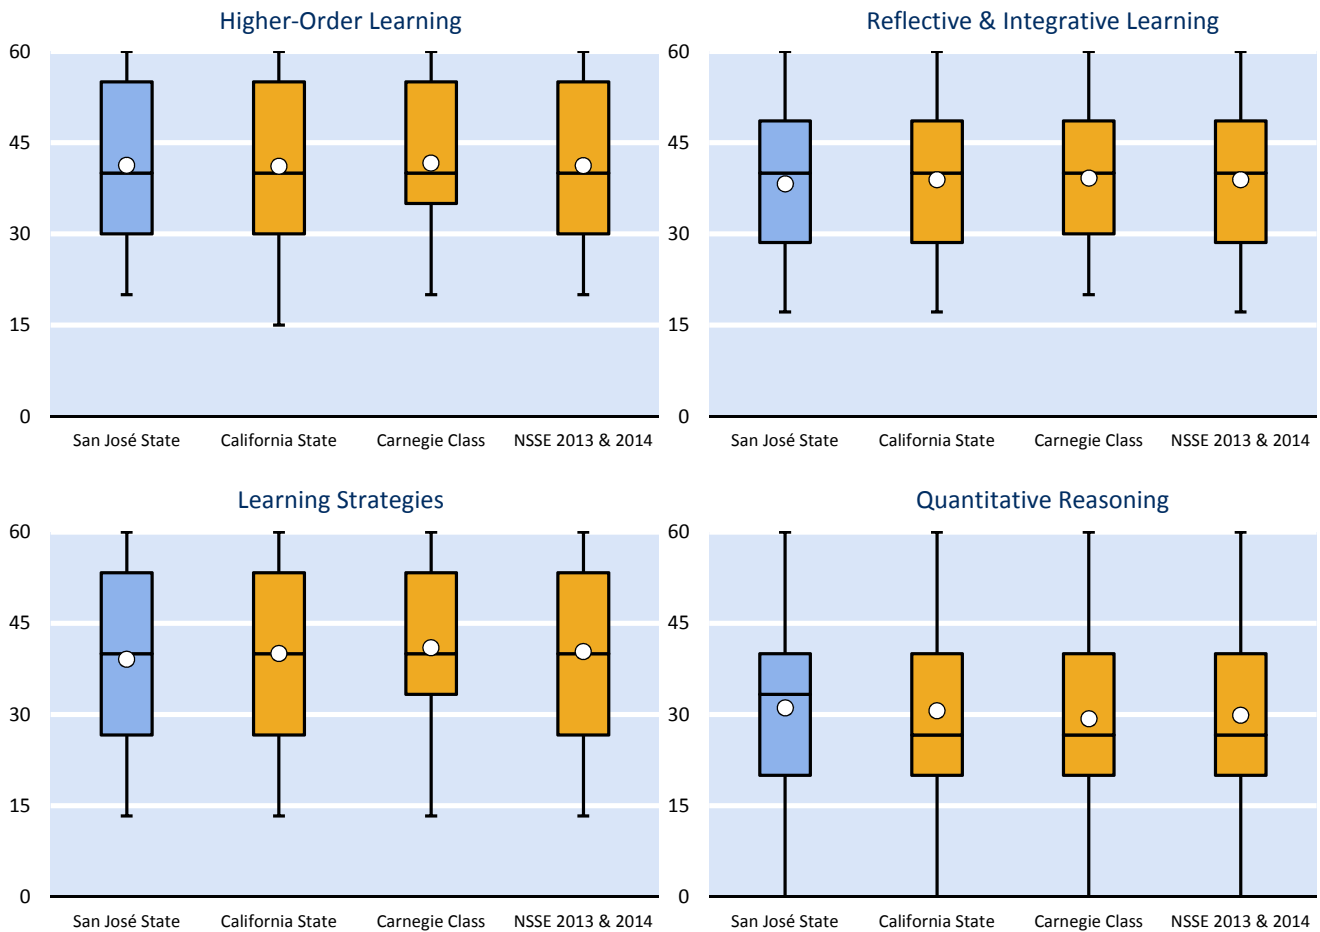 Higher-Order Learning
60
45
30
15
0
San José State California State Carnegie Class NSSE 2013 & 2014
Reflective & Integrative Learning
60
45
30
15
0
San José State California State Carnegie Class NSSE 2013 & 2014
Learning Strategies
60
45
30
15
0
San José State California State Carnegie Class NSSE 2013 & 2014
Quantitative Reasoning
60
45
30
15
0
San José State California State Carnegie Class NSSE 2013 & 2014